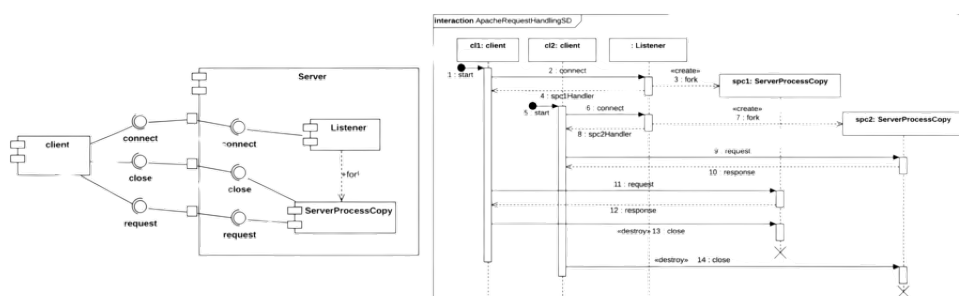 Server
client
connect
close
request
connect
close
request
Listener
ServerProcessCopy
interaction ApacheRequestHandlingSD
cl1: client
cl2: client
: Listener
1 : start
2 : connect
«create»
3 : fork
spc1: ServerProcessCopy
4 : spc1Handler
5 : start
6 : connect
«create»
7 : fork
spc2: ServerProcessCopy
8 : spc2Handler
9 : request
10 : response
11 : request
12 : response
«destroy» 13 : close
«destroy» 14 : close